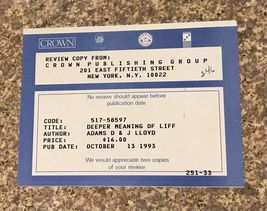 CROWN
REVIEW COPY FROM:
CROWN PUBLISHING GROUP
201 EAST FIFTIETH STREET
NEW YORK, N.Y. 10022
No review should appear before
publication date
CODE: 517-58597
TITLE: DEEPER MEANING OF LIFF
AUTHOR: ADAMS D & J LLOYD
PRICE: $16.00
PUB DATE: OCTOBER 13 1993
We would appreciate two copies
of your review.
251-33